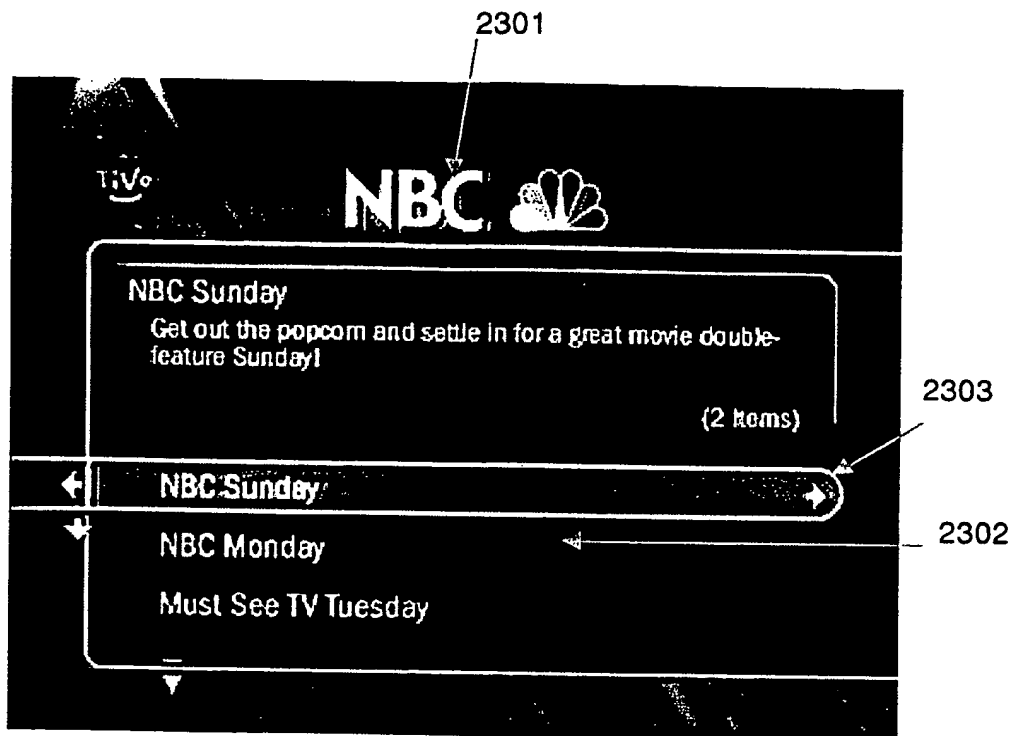 2301
TiVo
NBC
NBC Sunday
Get out the popcorn and settle in for a great movie double-
feature Sunday!
(2 Items)
2303
NBC Sunday
NBC Monday
2302
Must See TV Tuesday